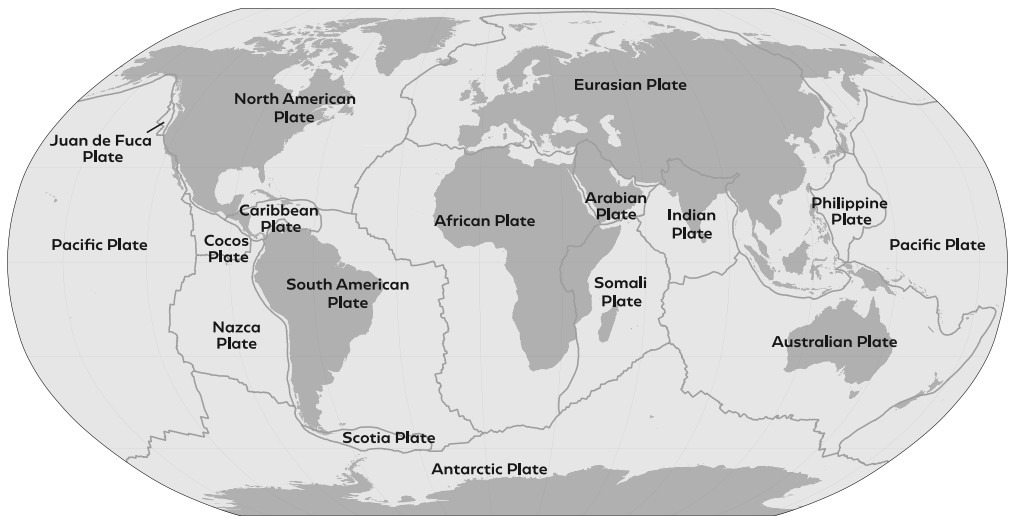 North American
Plate
Eurasian Plate
Juan de Fuca
Plate
Caribbean
Plate
African Plate
Arabian
Plate
Indian
Plate
Philippine
Plate
Pacific Plate
Cocos
Plate
Pacific Plate
South American
Plate
Somali
Plate
Nazca
Plate
Australian Plate
Scotia Plate
Antarctic Plate